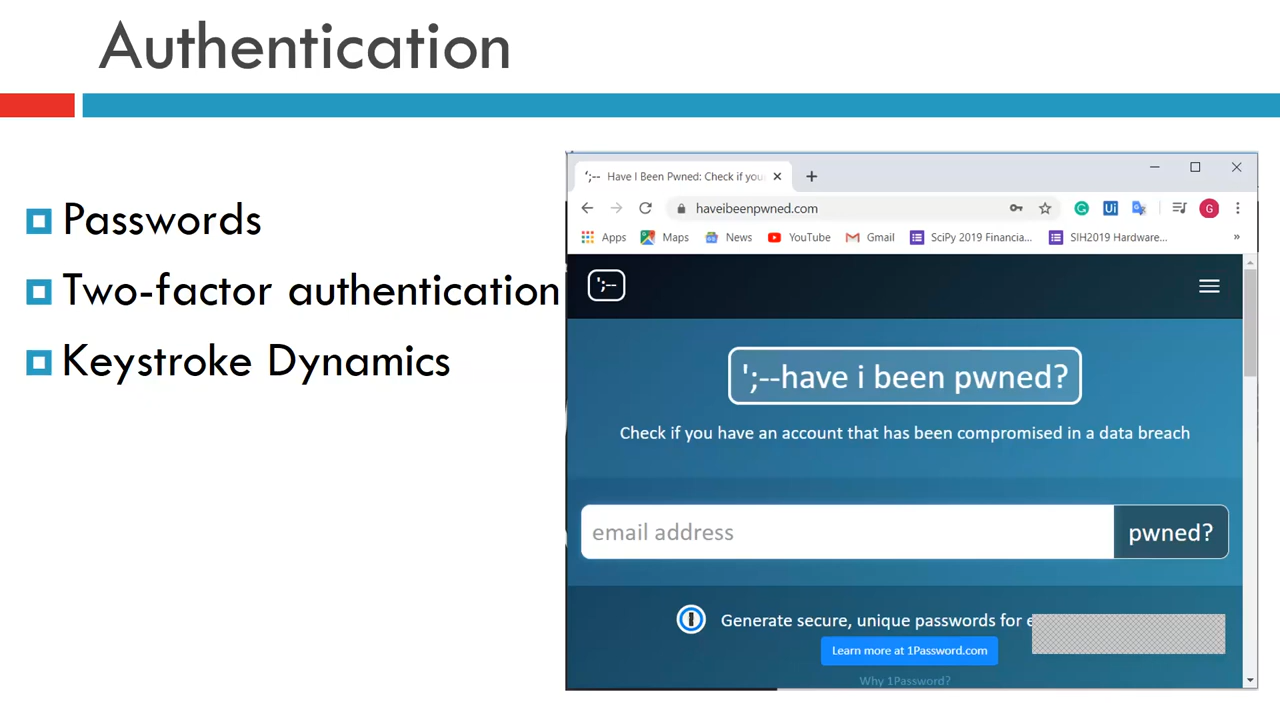 Authentication
Passwords
Two-factor authentication
Keystroke Dynamics
';-- Have I Been Pwned: Check if you
haveibeenpwned.com
Ui G
Apps Maps News YouTube Gmail SciPy 2019 Financia... SIH2019 Hardware... »
';--
';--have i been pwned?
Check if you have an account that has been compromised in a data breach
email address pwned?
Generate secure, unique passwords for
Learn more at 1Password.com
Why 1Password?